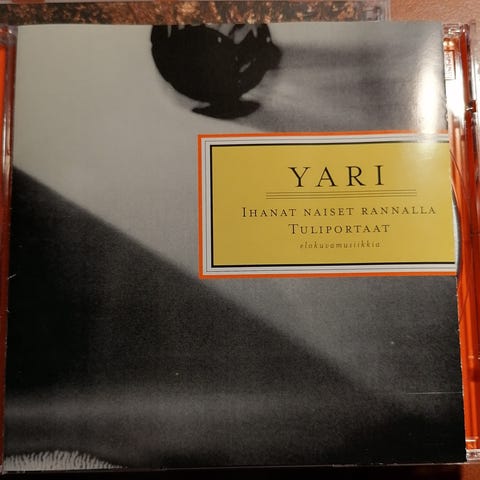 YARI
IHANAT NAISET RANNALLA
TULIPORTAAT
elokuvamusiikkia